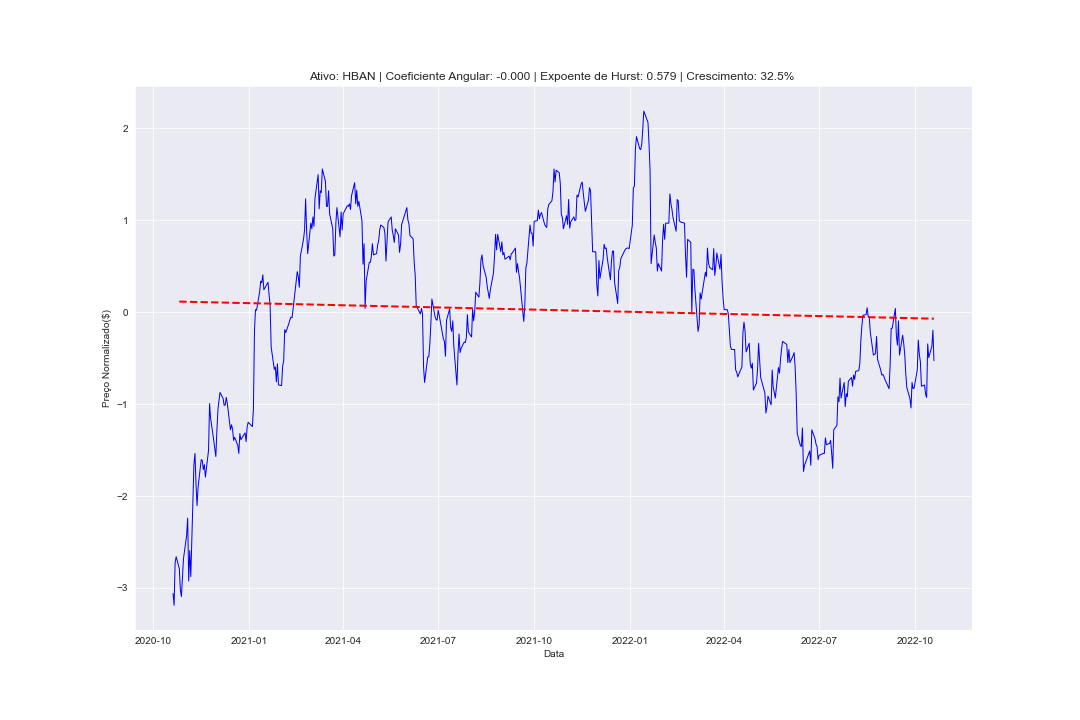 Ativo: HBAN | Coeficiente Angular: -0.000 | Expoente de Hurst: 0.579 | Crescimento: 32.5%
2
1
0
−1
−2
−3
Preço Normalizado($)
2020-10 2021-01 2021-04 2021-07 2021-10 2022-01 2022-04 2022-07 2022-10
Data